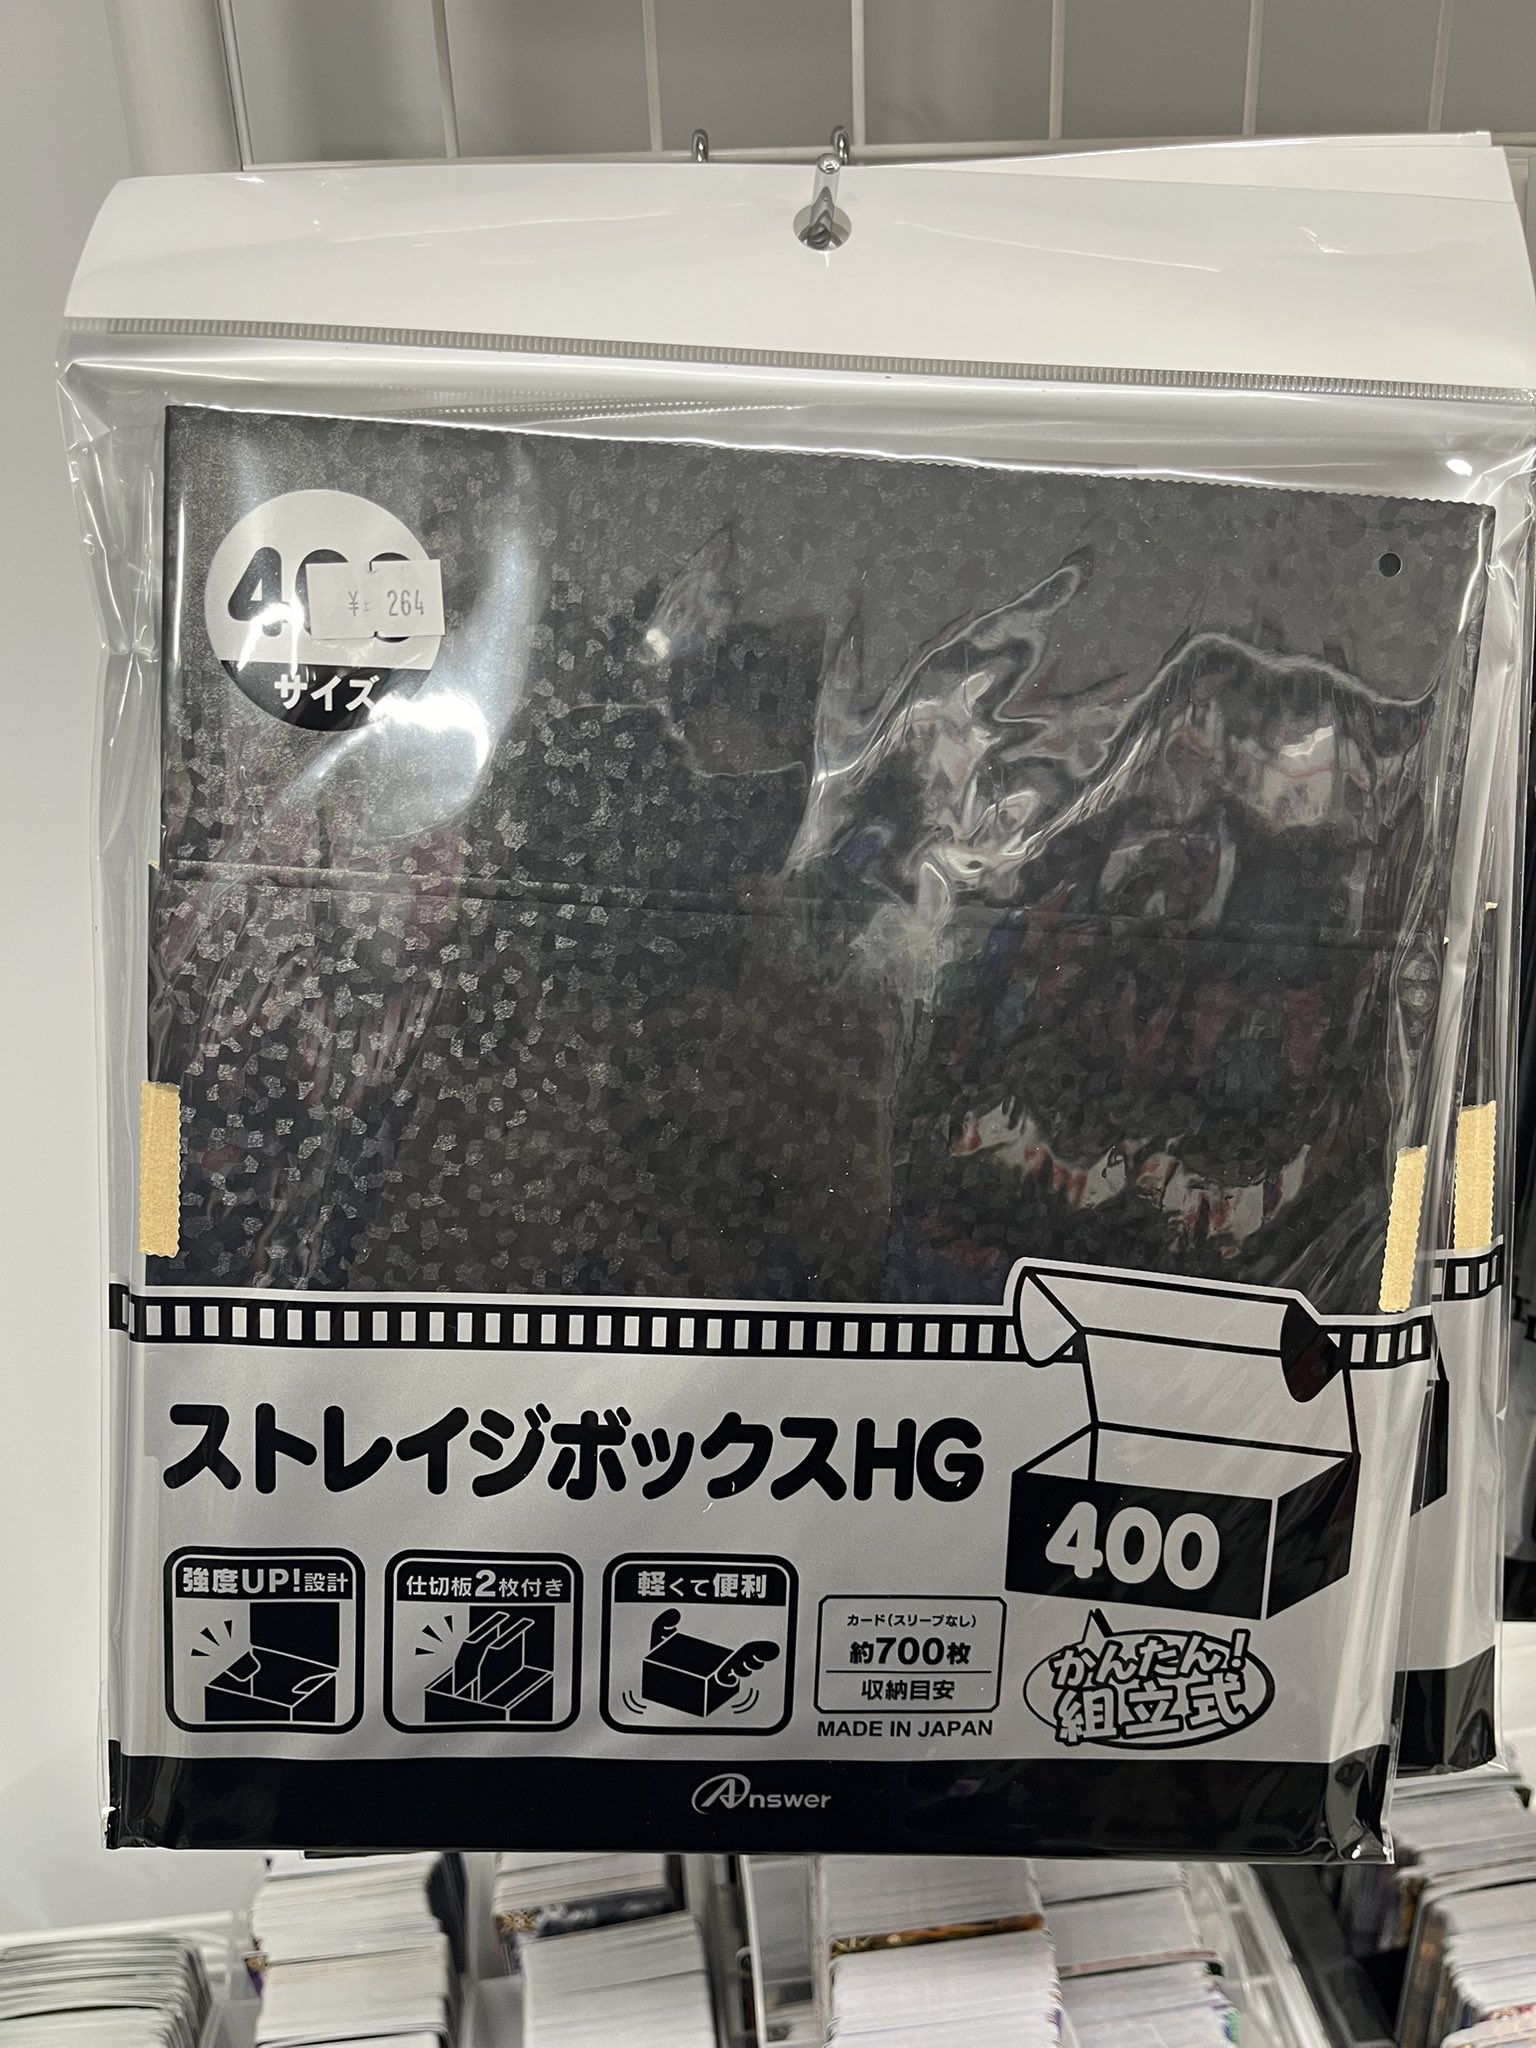 400
¥ 264
サイズ
ストレイジボックスHG
400
強度UP!設計
仕切板2枚付き
軽くて便利
カード(スリーブなし)
約700枚
収納目安
MADE IN JAPAN
かんたん!
組立式
Answer